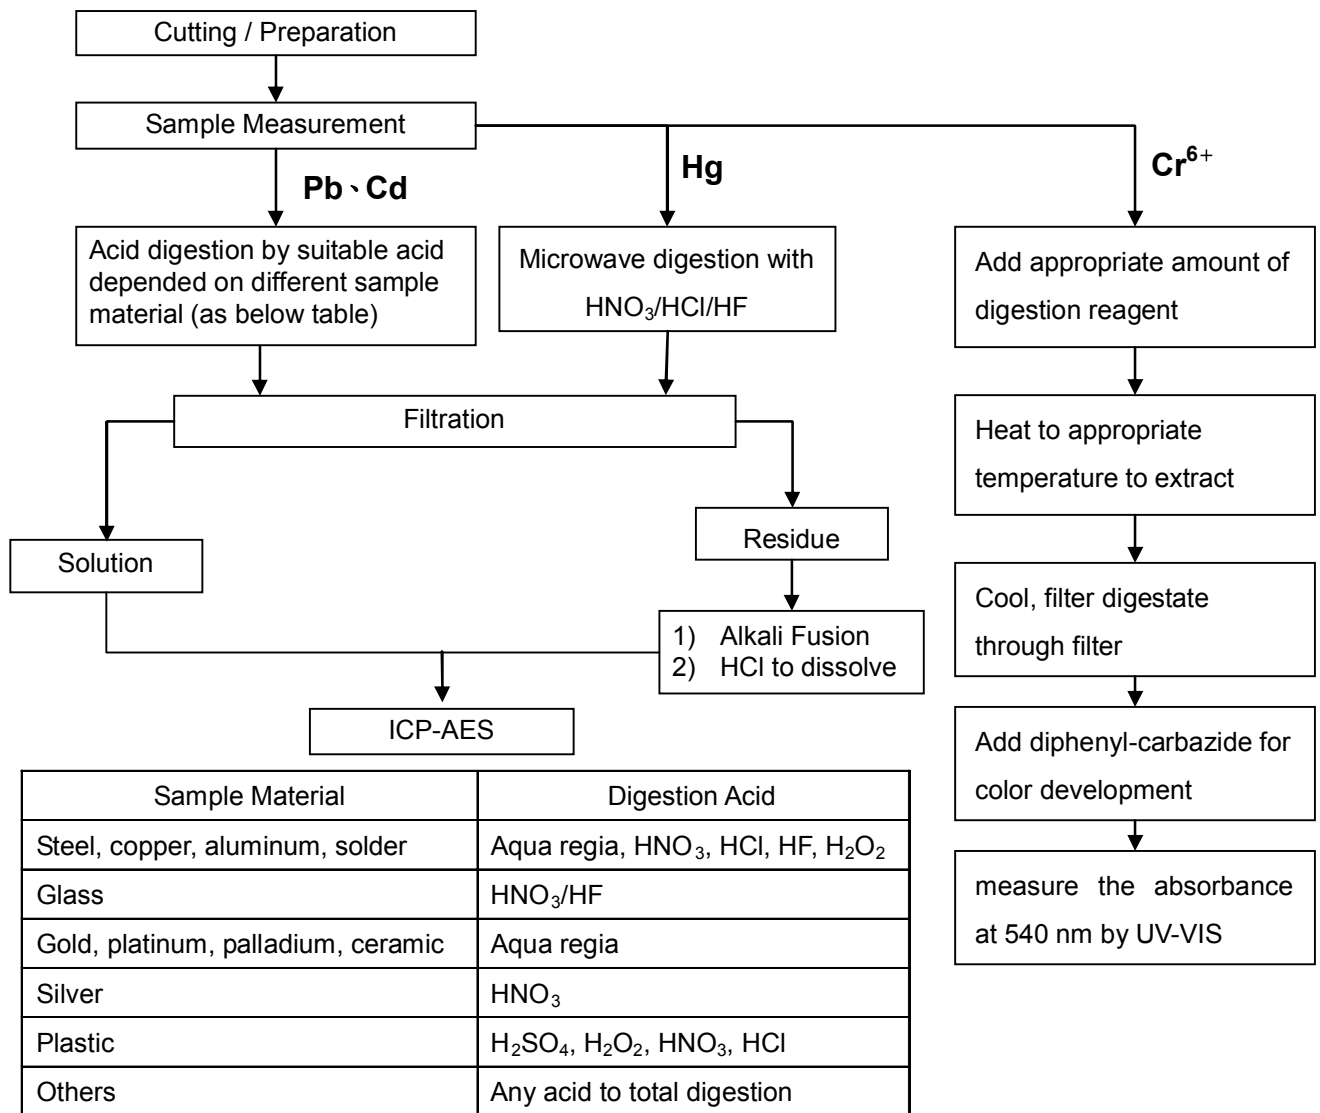 Cutting / Preparation
Sample Measurement
Pb、Cd
Hg
Cr⁶⁺
Acid digestion by suitable acid
depended on different sample
material (as below table)
Microwave digestion with
HNO₃/HCl/HF
Add appropriate amount of
digestion reagent
Filtration
Heat to appropriate
temperature to extract
Solution
Residue
1) Alkali Fusion
2) HCl to dissolve
Cool, filter digestate
through filter
ICP-AES
Add diphenyl-carbazide for
color development
measure the absorbance
at 540 nm by UV-VIS
Sample Material Digestion Acid
Steel, copper, aluminum, solder Aqua regia, HNO₃, HCl, HF, H₂O₂
Glass HNO₃/HF
Gold, platinum, palladium, ceramic Aqua regia
Silver HNO₃
Plastic H₂SO₄, H₂O₂, HNO₃, HCl
Others Any acid to total digestion